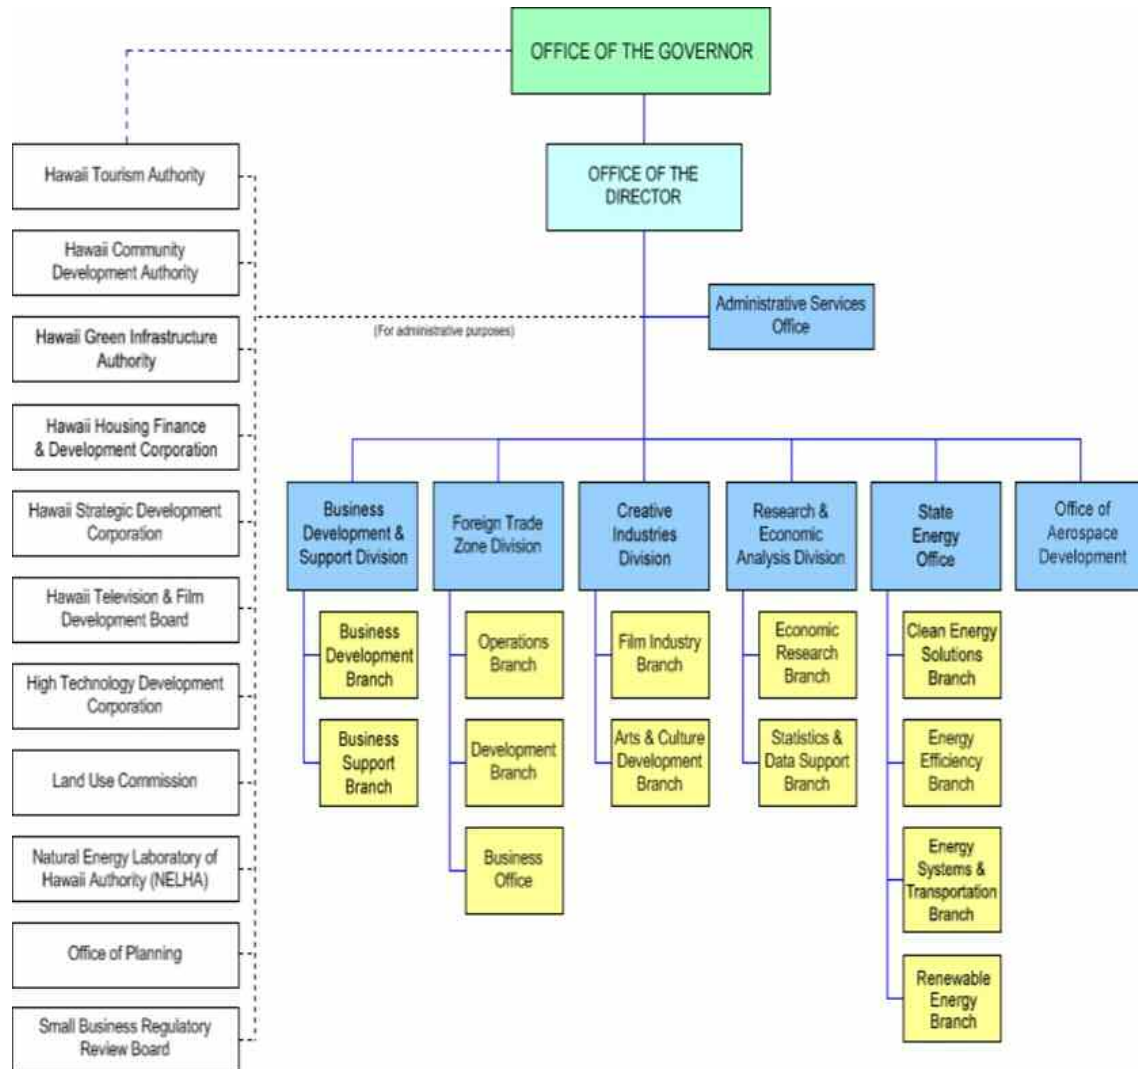 OFFICE OF THE GOVERNOR
OFFICE OF THE
DIRECTOR
Administrative Services
Office
(For administrative purposes)
Hawaii Tourism Authority
Hawaii Community
Development Authority
Hawaii Green Infrastructure
Authority
Hawaii Housing Finance
& Development Corporation
Hawaii Strategic Development
Corporation
Hawaii Television & Film
Development Board
High Technology Development
Corporation
Land Use Commission
Natural Energy Laboratory of
Hawaii Authority (NELHA)
Office of Planning
Small Business Regulatory
Review Board
Business
Development &
Support Division
Business
Development
Branch
Business
Support
Branch
Foreign Trade
Zone Division
Operations
Branch
Development
Branch
Business
Office
Creative
Industries
Division
Film Industry
Branch
Arts & Culture
Development
Branch
Research &
Economic
Analysis Division
Economic
Research
Branch
Statistics &
Data Support
Branch
State
Energy
Office
Clean Energy
Solutions
Branch
Energy
Efficiency
Branch
Energy
Systems &
Transportation
Branch
Renewable
Energy
Branch
Office of
Aerospace
Development